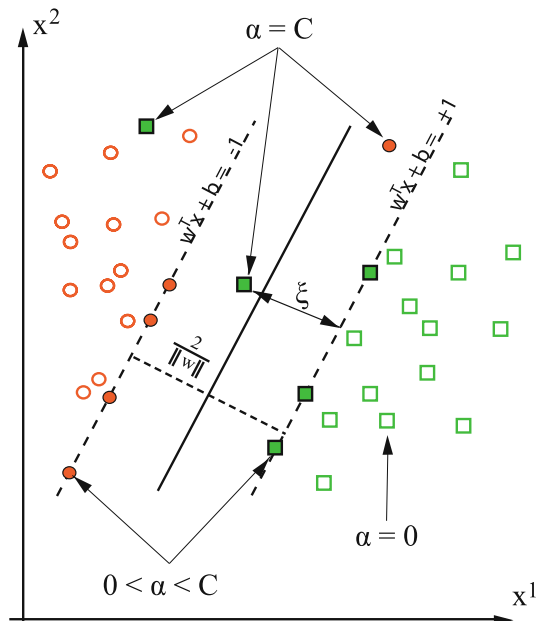 x²
α = C
wᵀx + b = -1
wᵀx + b = +1
ξ
2
‖w‖
α = 0
0 < α < C
x¹